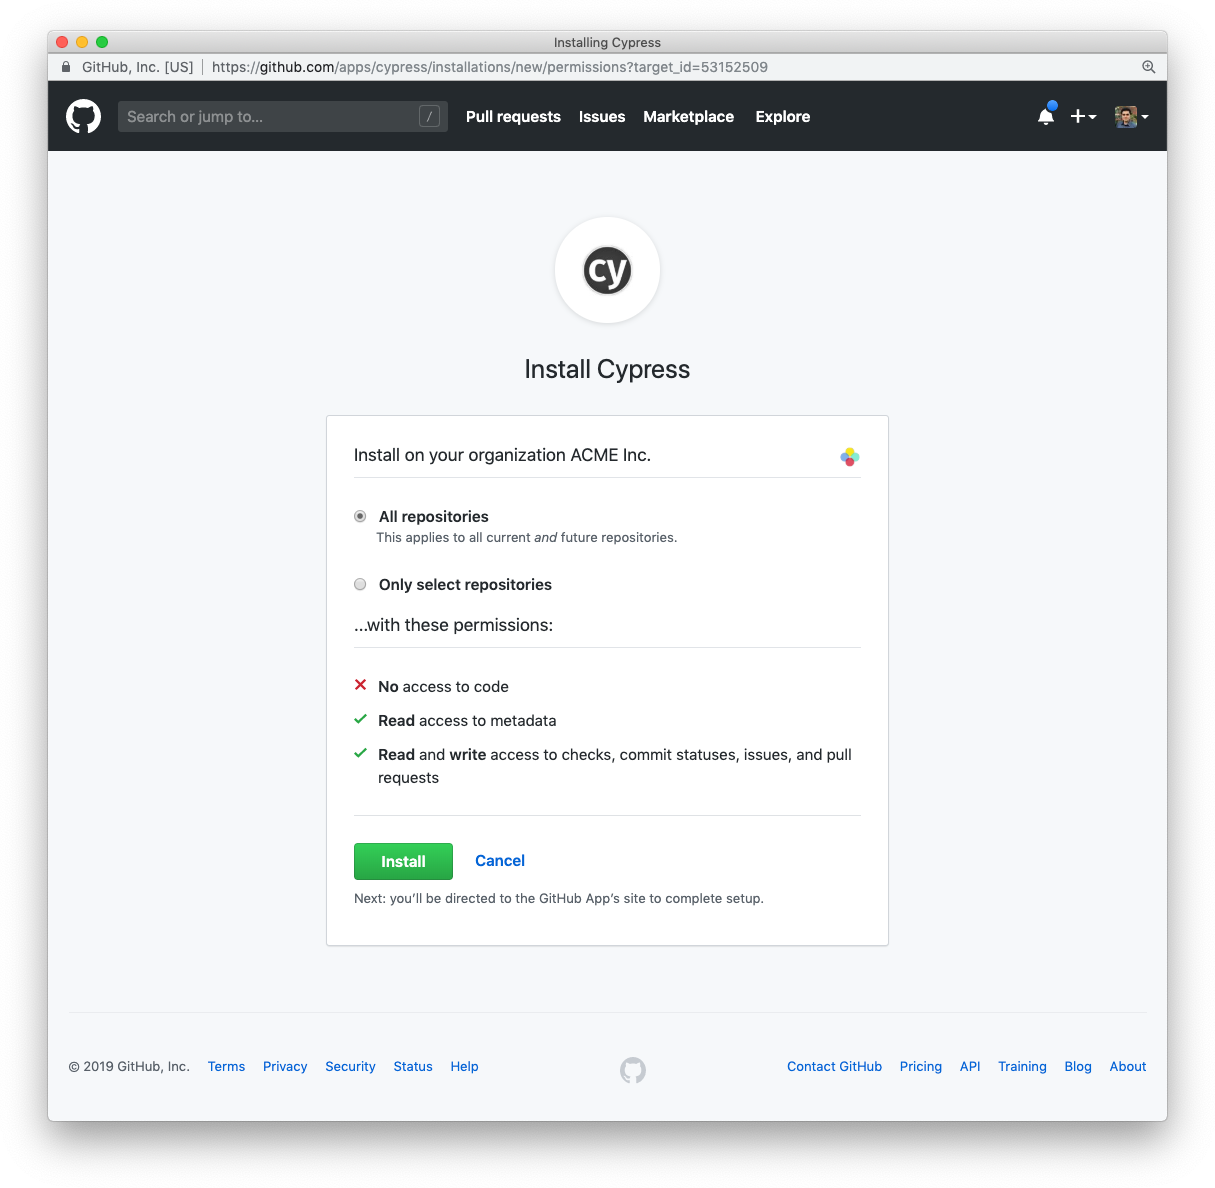 Installing Cypress
GitHub, Inc. [US] | https://github.com/apps/cypress/installations/new/permissions?target_id=53152509
Search or jump to... / Pull requests Issues Marketplace Explore
cy
Install Cypress
Install on your organization ACME Inc.
All repositories
This applies to all current and future repositories.
Only select repositories
...with these permissions:
No access to code
Read access to metadata
Read and write access to checks, commit statuses, issues, and pull
requests
Install Cancel
Next: you’ll be directed to the GitHub App’s site to complete setup.
© 2019 GitHub, Inc. Terms Privacy Security Status Help Contact GitHub Pricing API Training Blog About